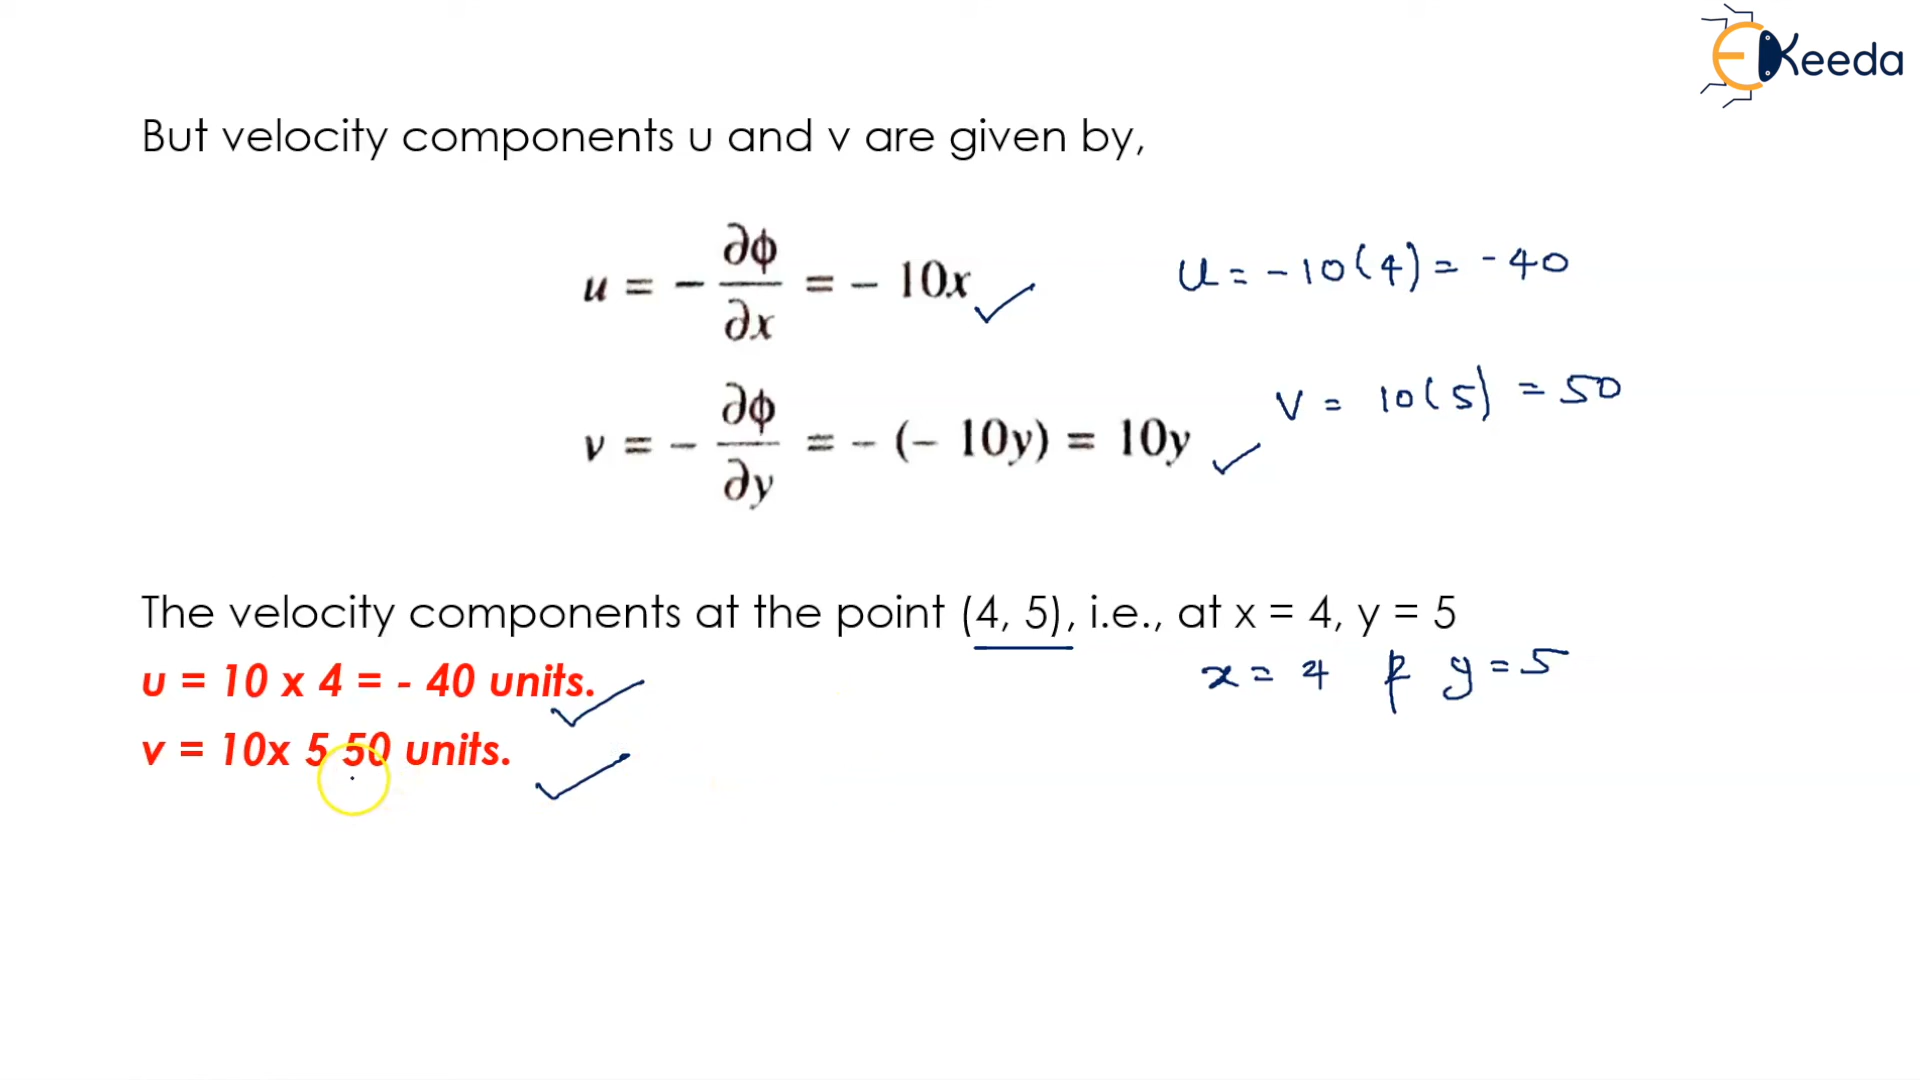 EKeeda
But velocity components u and v are given by,
u = − ∂ϕ/∂x = − 10x
u = −10(4) = -40
v = − ∂ϕ/∂y = − (− 10y) = 10y
v = 10(5) = 50
The velocity components at the point (4, 5), i.e., at x = 4, y = 5
u = 10 x 4 = - 40 units.
x = 4 & y = 5
v = 10x 5 50 units.